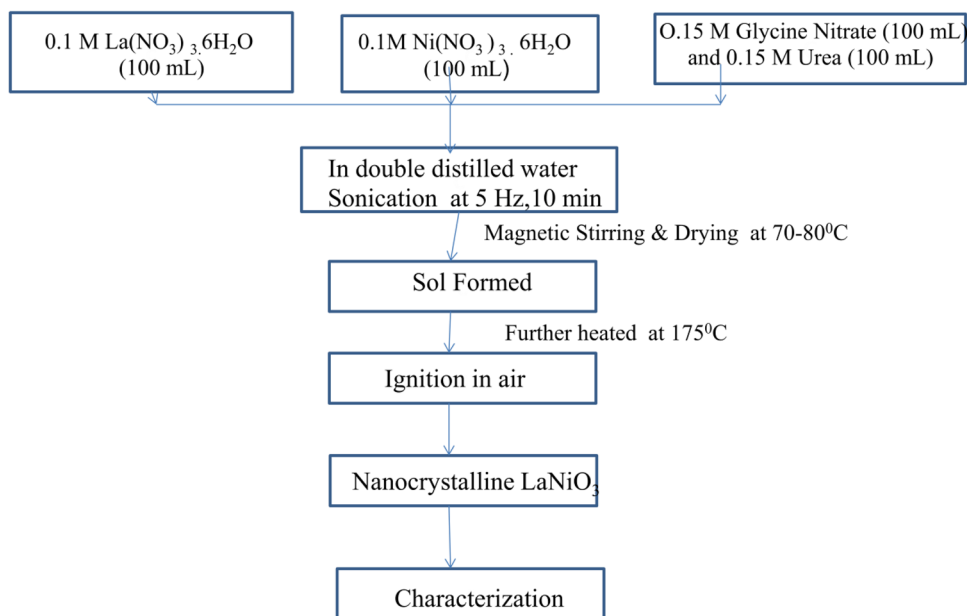 0.1 M La(NO₃) ₃.6H₂O
(100 mL)
0.1M Ni(NO₃ )₃ . 6H₂O
(100 mL)
O.15 M Glycine Nitrate (100 mL)
and 0.15 M Urea (100 mL)
In double distilled water
Sonication at 5 Hz,10 min
Magnetic Stirring & Drying at 70-80⁰C
Sol Formed
Further heated at 175⁰C
Ignition in air
Nanocrystalline LaNiO₃
Characterization